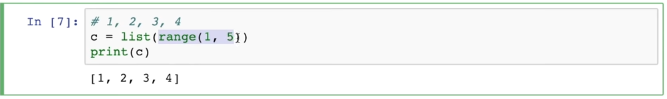 In [7]: # 1, 2, 3, 4
c = list(range(1, 5))
print(c)
[1, 2, 3, 4]